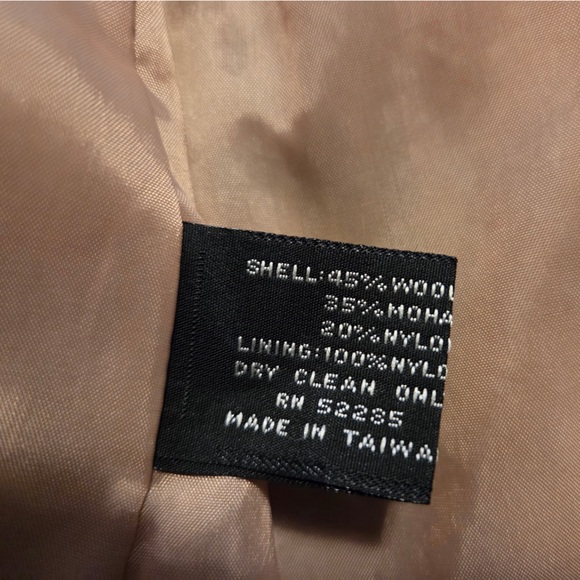 SHELL:45%WOOL
35%MOHA
20%NYLO
LINING:100%NYLO
DRY CLEAN ONL
RN 52235
MADE IN TAIWA